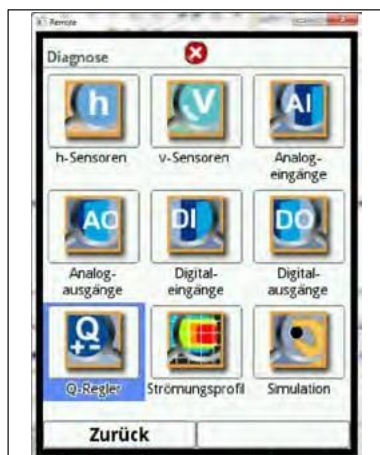 Remote
Diagnose
h
V
AI
h-Sensoren
v-Sensoren
Analog-
eingänge
AO
DI
DO
Analog-
ausgänge
Digital-
eingänge
Digital-
ausgänge
Q
+-
Q-Regler
Strömungsprofil
Simulation
Zurück